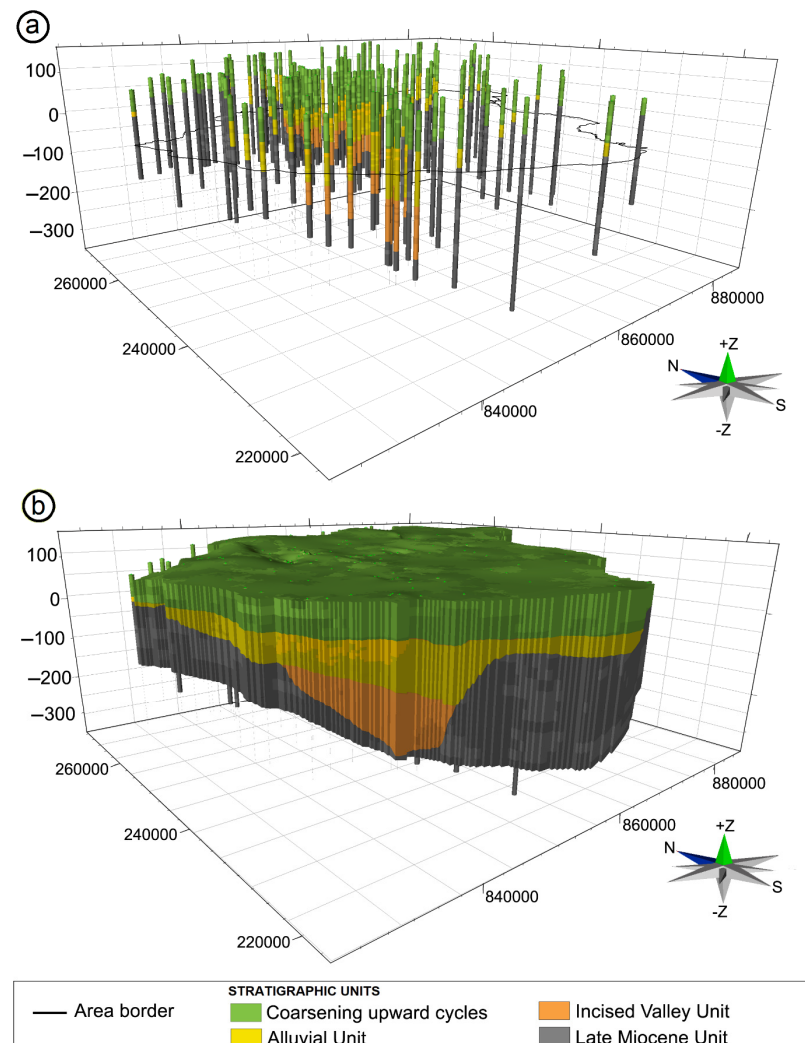 a
100
0
−100
−200
−300
260000
240000
220000
880000
860000
840000
+Z
N
S
-Z
b
100
0
−100
−200
−300
260000
240000
220000
880000
860000
840000
+Z
N
S
-Z
STRATIGRAPHIC UNITS
Area border
Coarsening upward cycles
Incised Valley Unit
Alluvial Unit
Late Miocene Unit